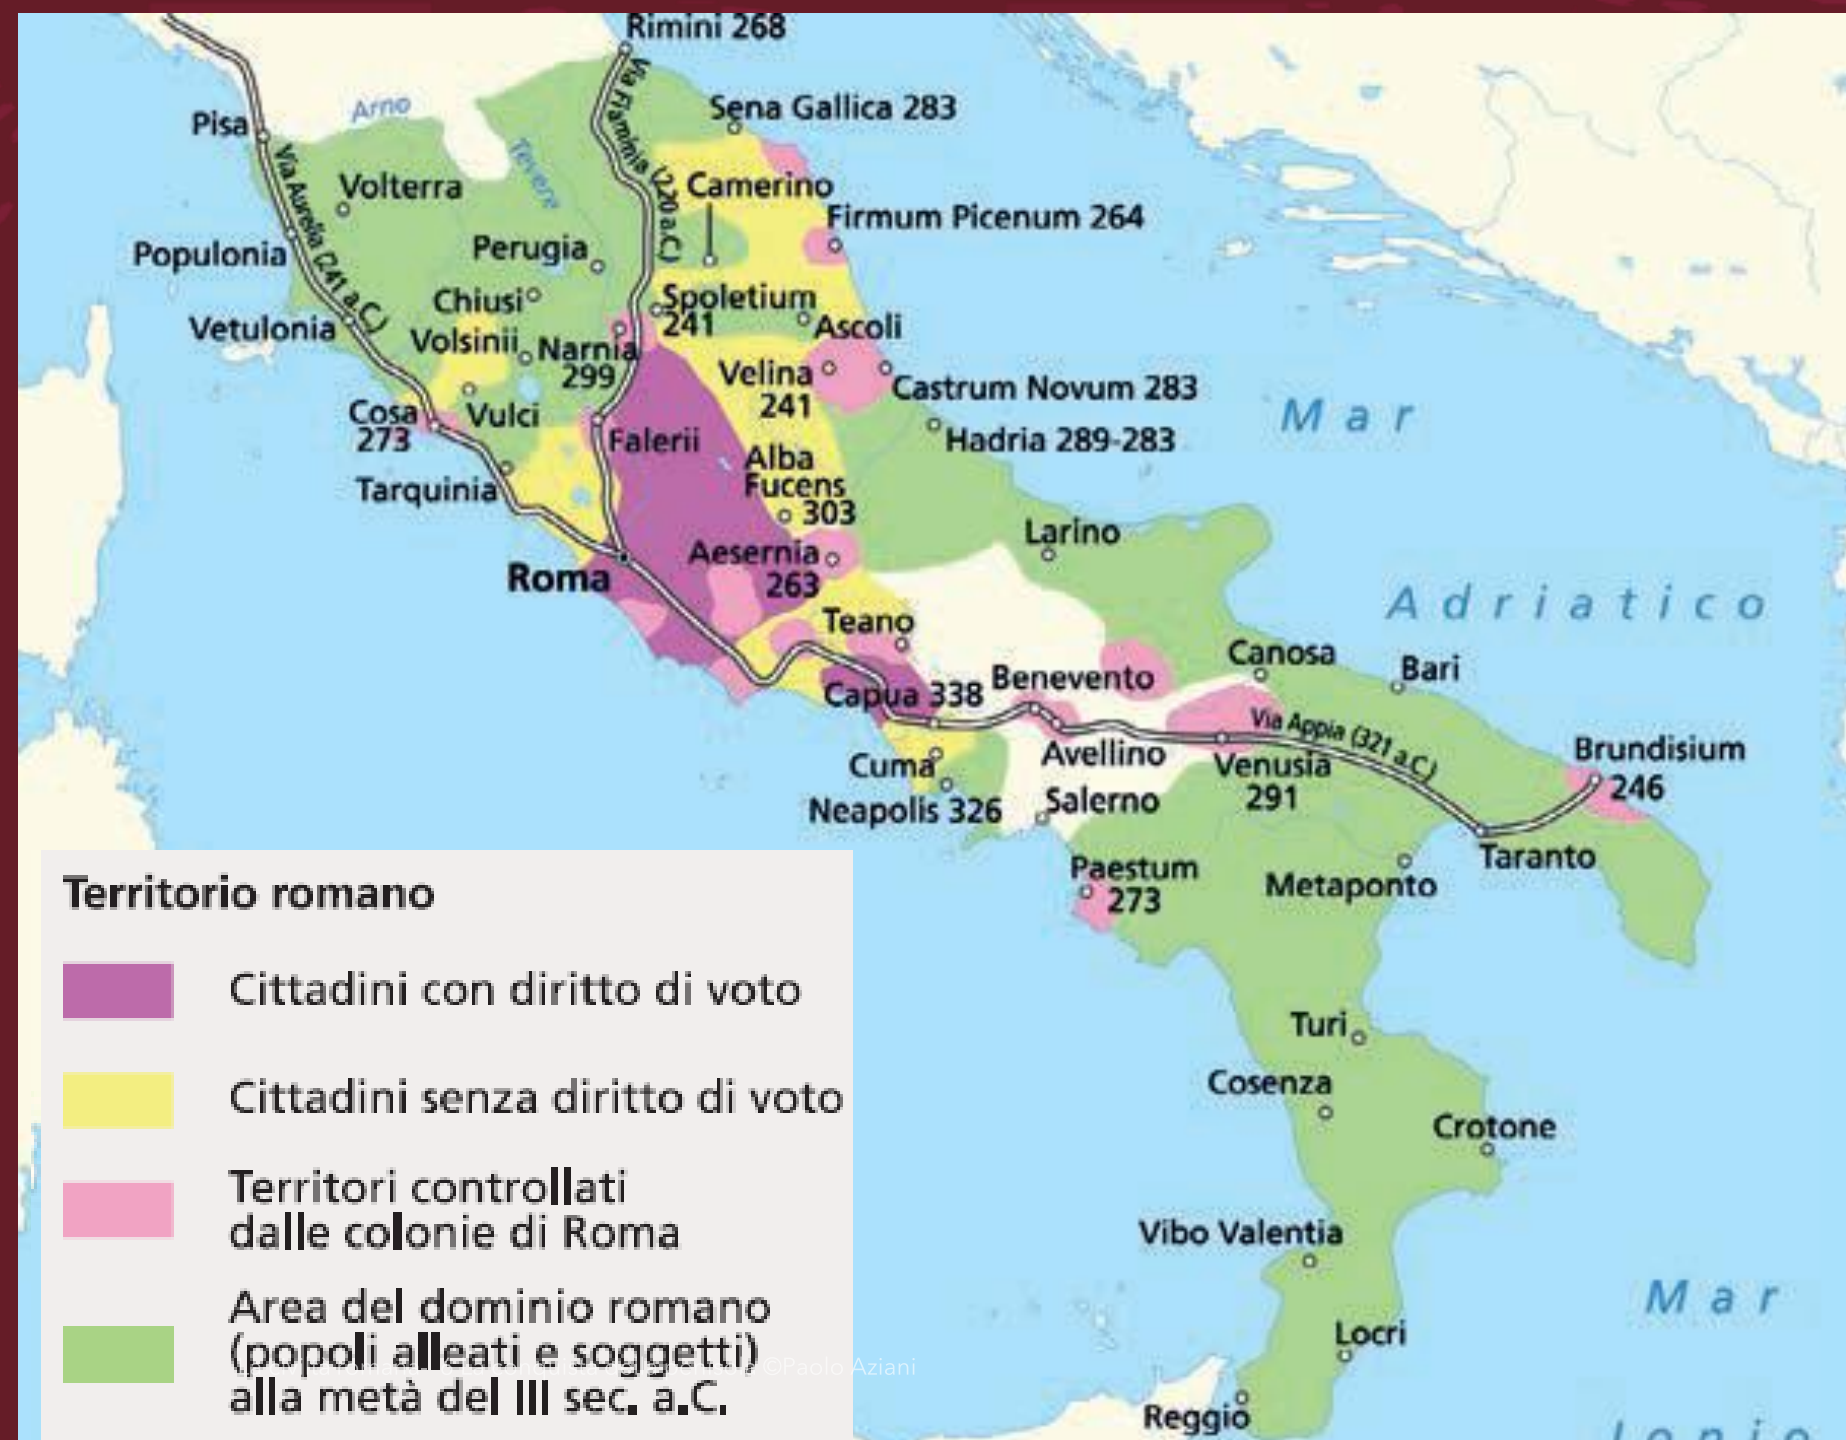 Rimini 268
Via Flaminia (220 a.C.)
Sena Gallica 283
Arno
Pisa
Tevere
Via Aurelia (241 a.C.)
Volterra
Camerino
Firmum Picenum 264
Populonia
Perugia
Chiusi
Spoletium
241
Vetulonia
Volsinii
Ascoli
Narnia
299
Velina
241
Castrum Novum 283
Cosa
273
Vulci
Mar
Falerii
Hadria 289-283
Alba
Fucens
303
Tarquinia
Larino
Aesernia
263
Roma
Adriatico
Teano
Canosa
Bari
Benevento
Capua 338
Via Appia (321 a.C.)
Avellino
Brundisium
246
Cuma
Venusia
291
Neapolis 326
Salerno
Taranto
Paestum
273
Metaponto
Turi
Cosenza
Crotone
Vibo Valentia
Mar
Locri
Reggio
Ionio
Territorio romano
Cittadini con diritto di voto
Cittadini senza diritto di voto
Territori controllati
dalle colonie di Roma
Area del dominio romano
(popoli alleati e soggetti)
©Paolo Aziani
alla metà del III sec. a.C.